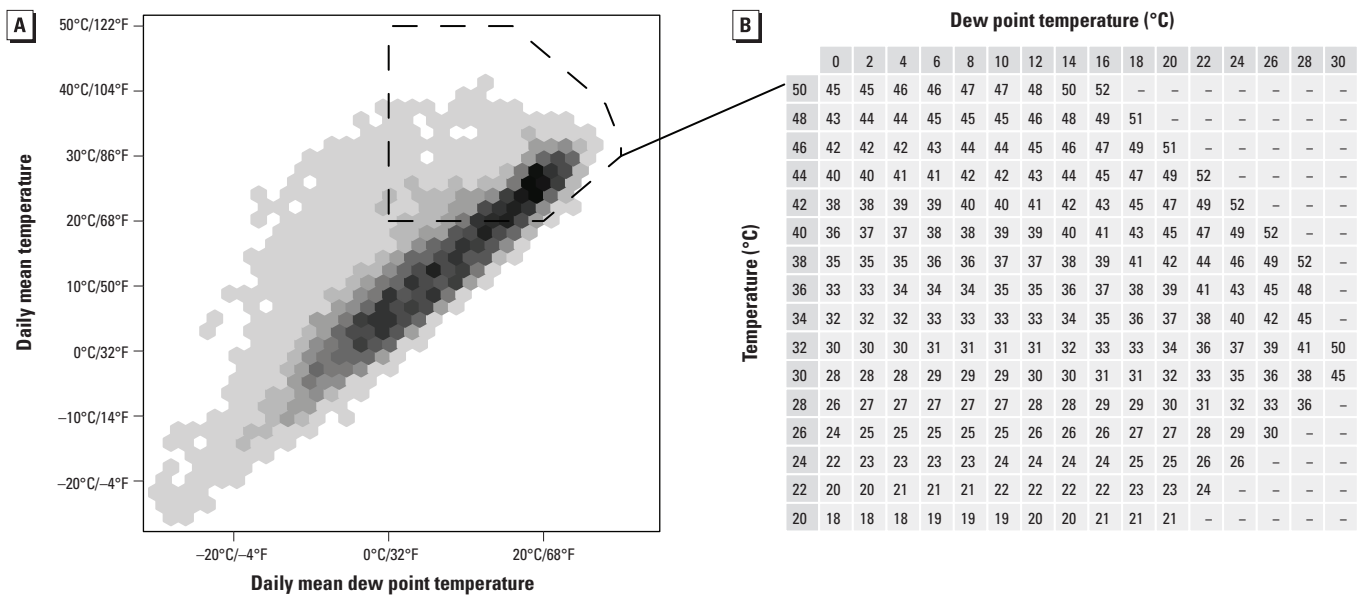 A
50°C/122°F
40°C/104°F
30°C/86°F
20°C/68°F
10°C/50°F
0°C/32°F
–10°C/14°F
–20°C/–4°F
Daily mean temperature
–20°C/–4°F 0°C/32°F 20°C/68°F
Daily mean dew point temperature
B
Dew point temperature (°C)
Temperature (°C)
0 2 4 6 8 10 12 14 16 18 20 22 24 26 28 30
50 45 45 46 46 47 47 48 50 52 – – – – – – –
48 43 44 44 45 45 45 46 48 49 51 – – – – – –
46 42 42 42 43 44 44 45 46 47 49 51 – – – – –
44 40 40 41 41 42 42 43 44 45 47 49 52 – – – –
42 38 38 39 39 40 40 41 42 43 45 47 49 52 – – –
40 36 37 37 38 38 39 39 40 41 43 45 47 49 52 – –
38 35 35 35 36 36 37 37 38 39 41 42 44 46 49 52 –
36 33 33 34 34 34 35 35 36 37 38 39 41 43 45 48 –
34 32 32 32 33 33 33 33 34 35 36 37 38 40 42 45 –
32 30 30 30 31 31 31 31 32 33 33 34 36 37 39 41 50
30 28 28 28 29 29 29 30 30 31 31 32 33 35 36 38 45
28 26 27 27 27 27 27 28 28 29 29 30 31 32 33 36 –
26 24 25 25 25 25 25 26 26 26 27 27 28 29 30 – –
24 22 23 23 23 23 24 24 24 24 25 25 26 26 – – –
22 20 20 21 21 21 22 22 22 22 23 23 24 – – – –
20 18 18 18 19 19 19 20 20 21 21 21 – – – – –